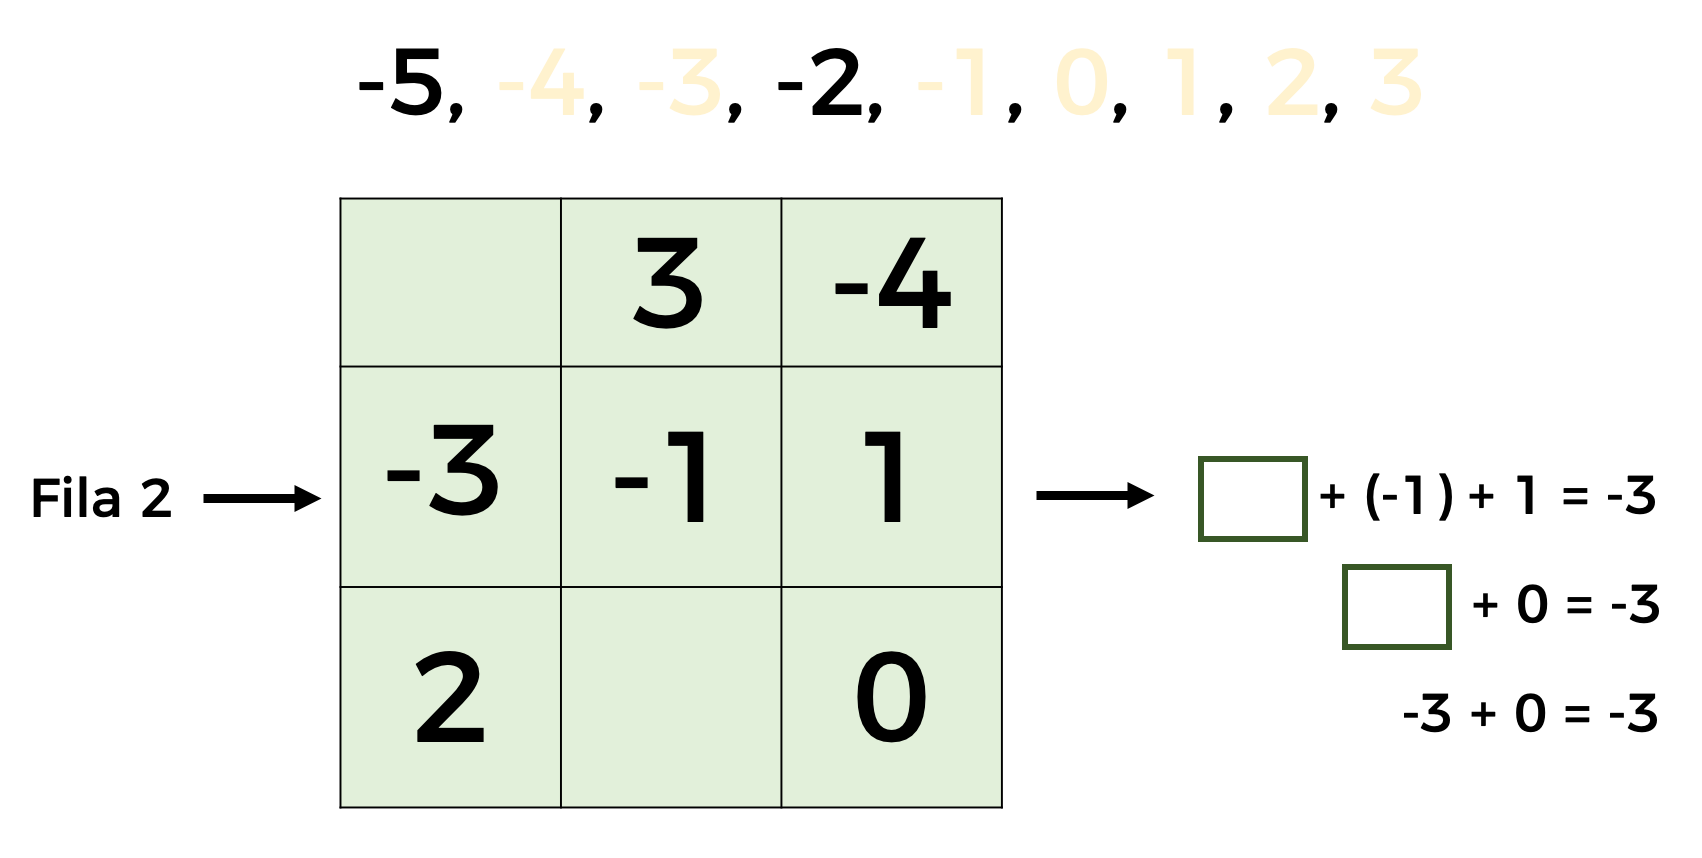 -5, -4, -3, -2, -1, 0, 1, 2, 3
3 -4
Fila 2 -3 -1 1 + (-1) + 1 = -3
+ 0 = -3
2 0 -3 + 0 = -3